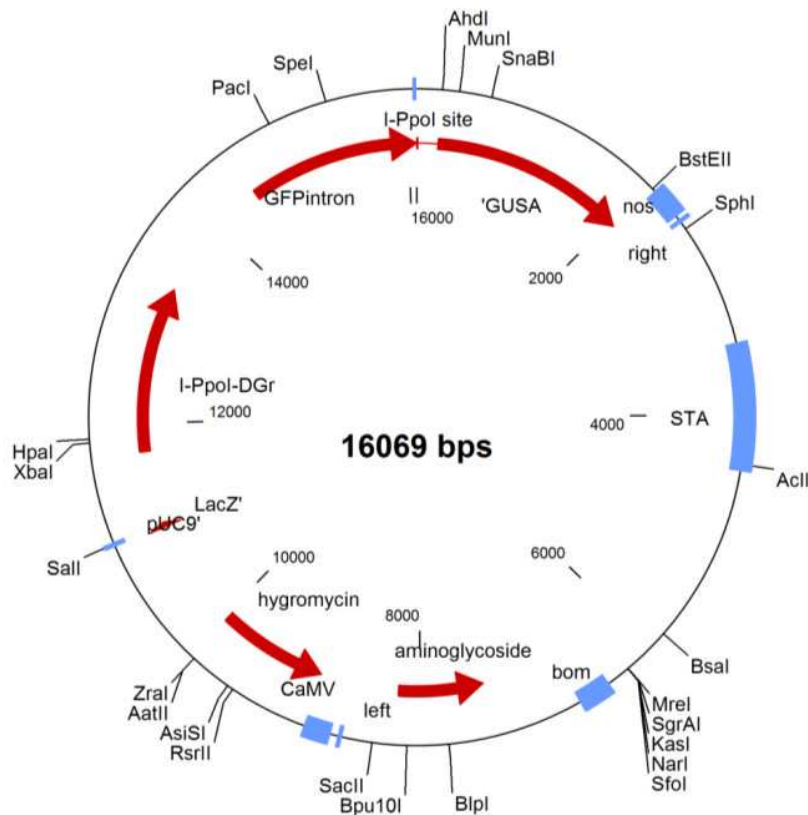 AhdI
MunI
SnaBI
SpeI
PacI
I-PpoI site
BstEII
GFPintron
II
16000
'GUSA
nos
SphI
right
2000
14000
I-PpoI-DGr
12000
16069 bps
4000
STA
HpaI
XbaI
AclI
LacZ'
pUC9'
SalI
10000
6000
hygromycin
8000
aminoglycoside
BsaI
bom
CaMV
left
ZraI
AatII
AsiSI
RsrII
MreI
SgrAI
KasI
NarI
SfoI
SacII
Bpu10I
BlpI